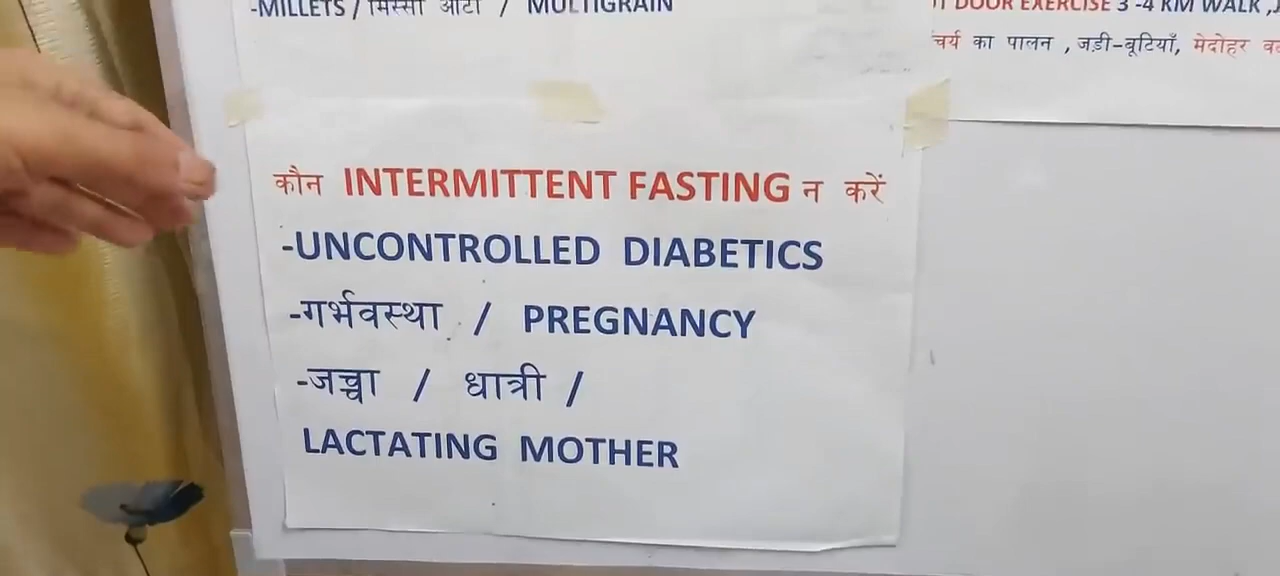 -MILLETS / मिस्सी आटा / MULTIGRAIN
DOOR EXERCISE 3 -4 KM WALK ,
चर्य का पालन , जड़ी-बूटियाँ, मेदोहर
कौन INTERMITTENT FASTING न करें
-UNCONTROLLED DIABETICS
-गर्भवस्था / PREGNANCY
-जच्चा / धात्री /
LACTATING MOTHER